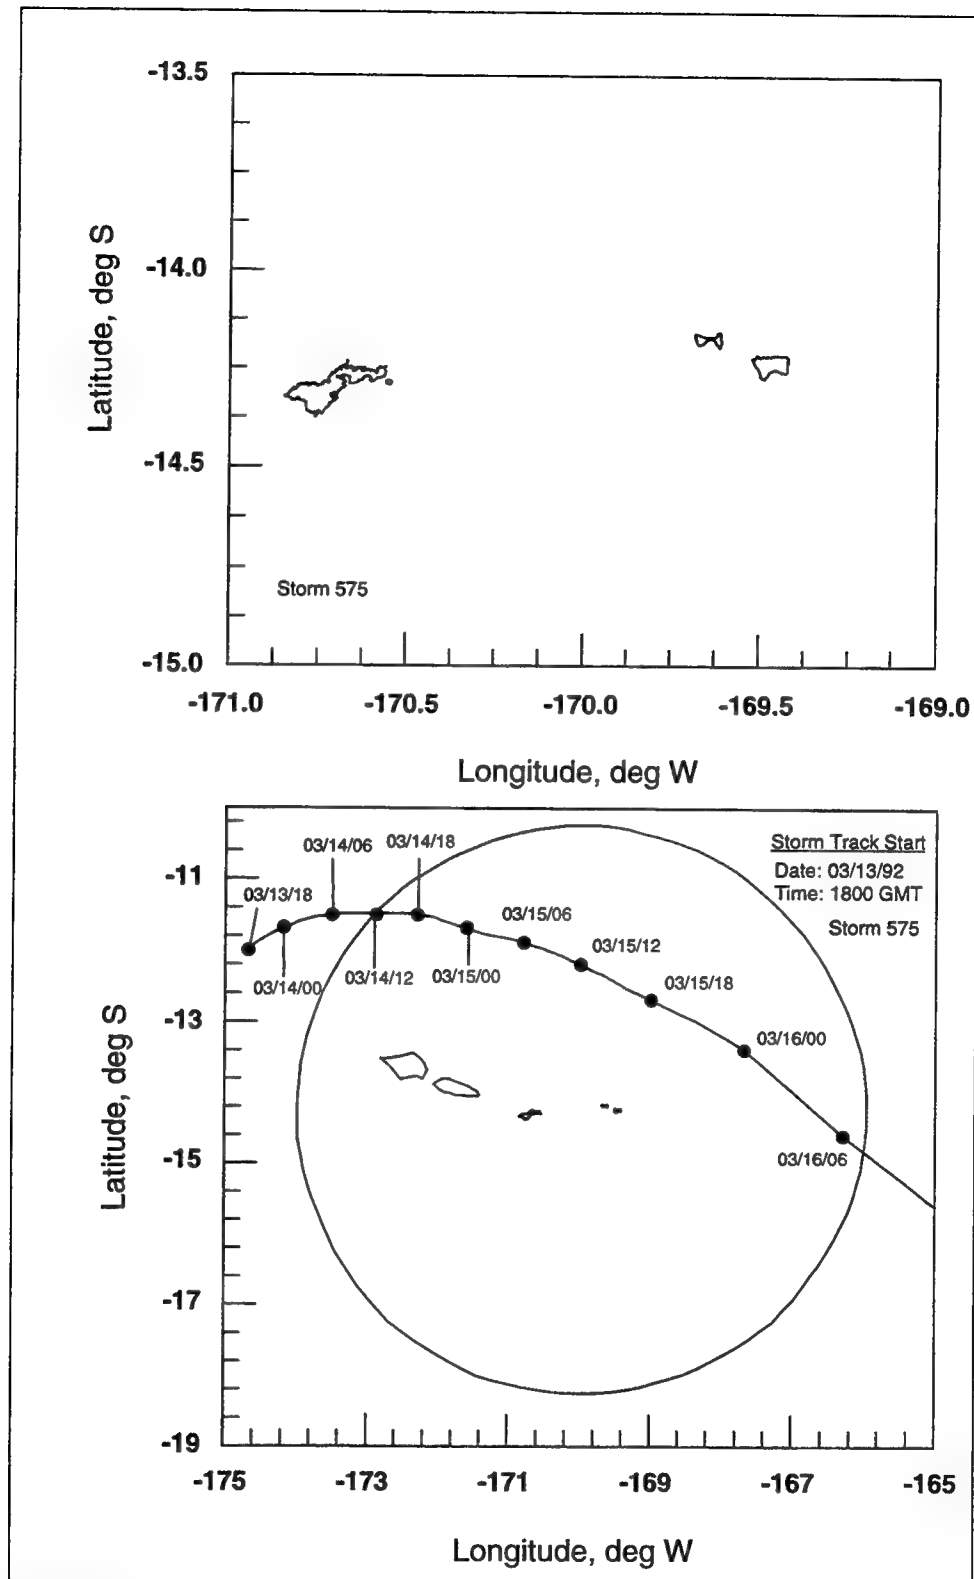 -13.5
-14.0
-14.5
-15.0
Latitude, deg S
Storm 575
-171.0 -170.5 -170.0 -169.5 -169.0
Longitude, deg W
-11
-13
-15
-17
-19
Latitude, deg S
03/13/18
03/14/00
03/14/06
03/14/12
03/14/18
03/15/00
03/15/06
03/15/12
03/15/18
03/16/00
03/16/06
Storm Track Start
Date: 03/13/92
Time: 1800 GMT
Storm 575
-175 -173 -171 -169 -167 -165
Longitude, deg W